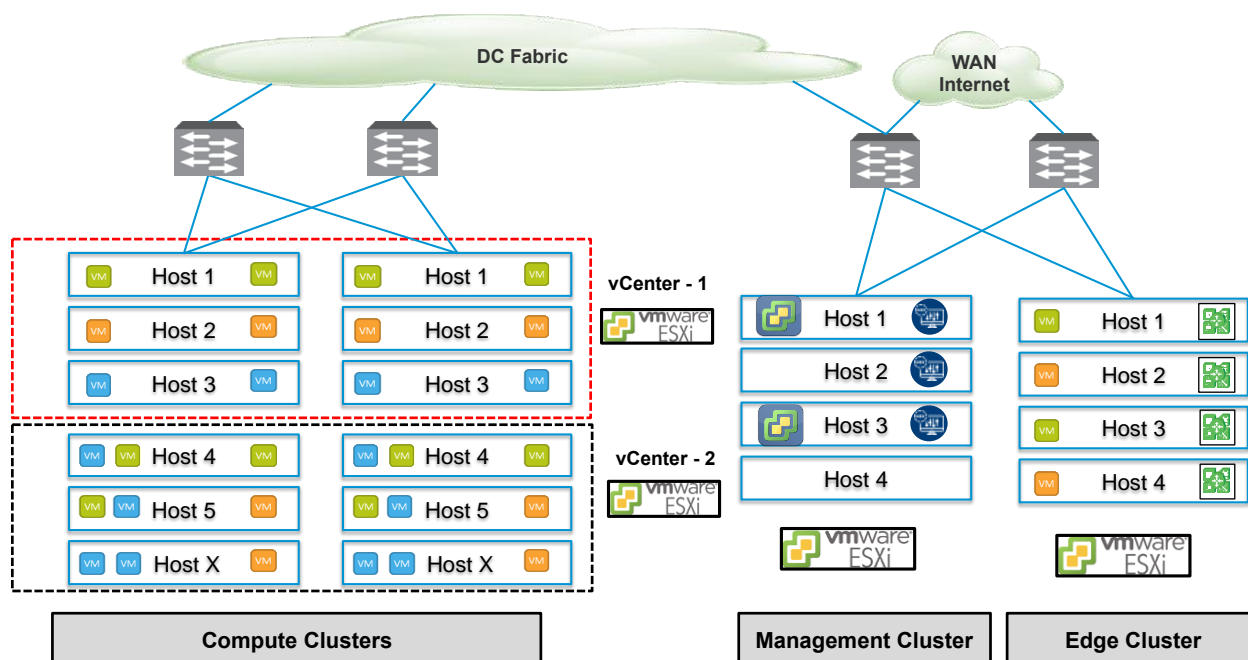 DC Fabric
WAN
Internet
VM Host 1 VM
VM Host 1 VM
VM Host 2 VM
VM Host 2 VM
VM Host 3 VM
VM Host 3 VM
vCenter - 1
vmware
ESXi
VM VM Host 4 VM
VM VM Host 4 VM
VM VM Host 5 VM
VM VM Host 5 VM
VM VM Host X VM
VM VM Host X VM
vCenter - 2
vmware
ESXi
Host 1
Host 2
Host 3
Host 4
vmware
ESXi
VM Host 1
VM Host 2
VM Host 3
VM Host 4
vmware
ESXi
Compute Clusters
Management Cluster
Edge Cluster